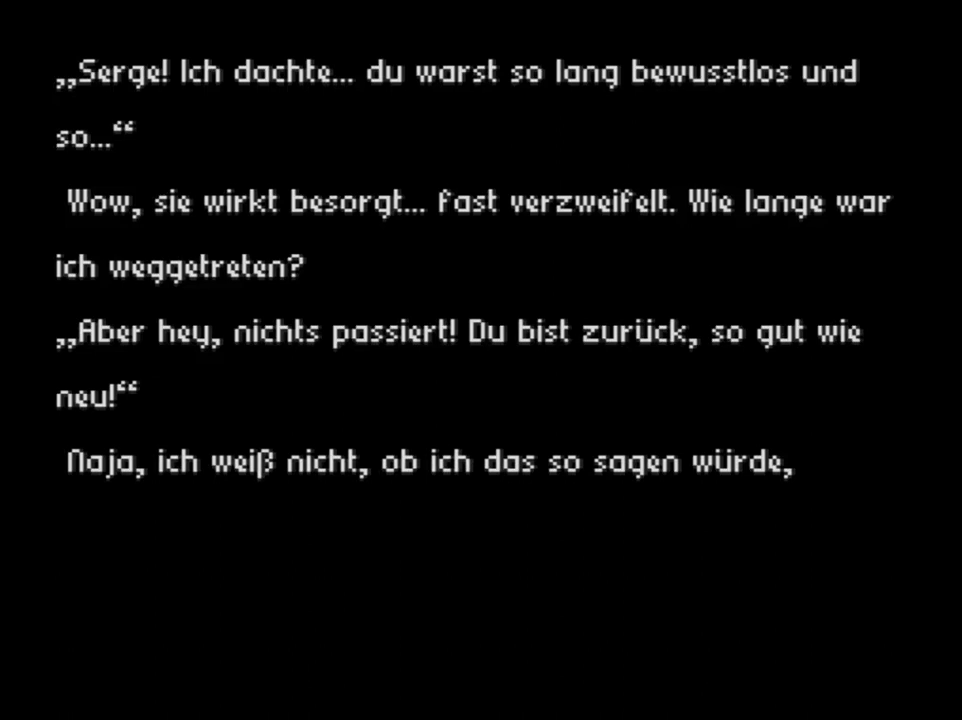 „Serge! Ich dachte... du warst so lang bewusstlos und
so...“
Wow, sie wirkt besorgt... fast verzweifelt. Wie lange war
ich weggetreten?
„Aber hey, nichts passiert! Du bist zurück, so gut wie
neu!“
Naja, ich weiß nicht, ob ich das so sagen würde,